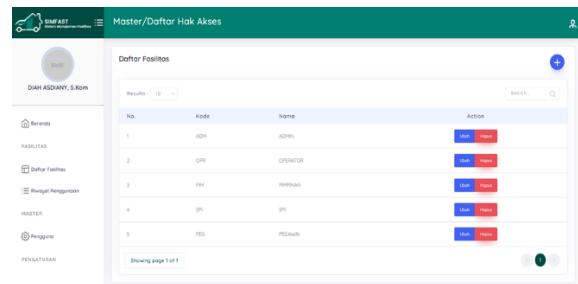 SIMFAST
Sistem Manajemen Fasilitas
Master/Daftar Hak Akses
DIAH ASDIANY, S.Kom
Beranda
FASILITAS
Daftar Fasilitas
Riwayat Penggunaan
MASTER
Pengguna
PENGATURAN
Daftar Fasilitas
+
Results : 10
Search...
No. Kode Nama Action
1 ADM ADMIN Ubah Hapus
2 OPR OPERATOR Ubah Hapus
3 PIM PIMPINAN Ubah Hapus
4 SPI SPI Ubah Hapus
5 PEG PEGAWAI Ubah Hapus
Showing page 1 of 1
1